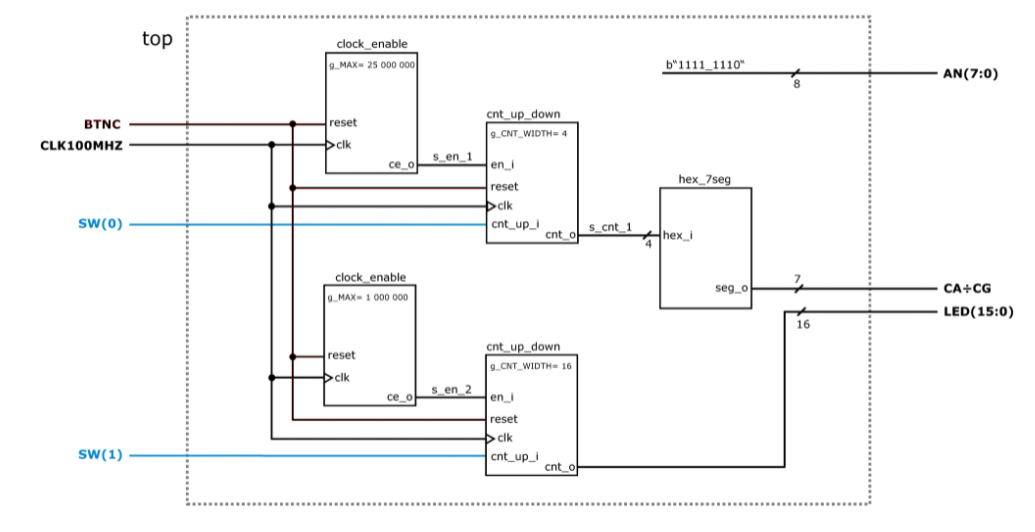 top
clock_enable
g_MAX= 25 000 000
reset
clk
ce_o
s_en_1
BTNC
CLK100MHZ
SW(0)
cnt_up_down
g_CNT_WIDTH= 4
en_i
reset
clk
cnt_up_i
cnt_o
s_cnt_1
4
hex_7seg
hex_i
seg_o
7
b"1111_1110"
8
AN(7:0)
CA÷CG
LED(15:0)
16
clock_enable
g_MAX= 1 000 000
reset
clk
ce_o
s_en_2
cnt_up_down
g_CNT_WIDTH= 16
en_i
reset
clk
cnt_up_i
cnt_o
SW(1)